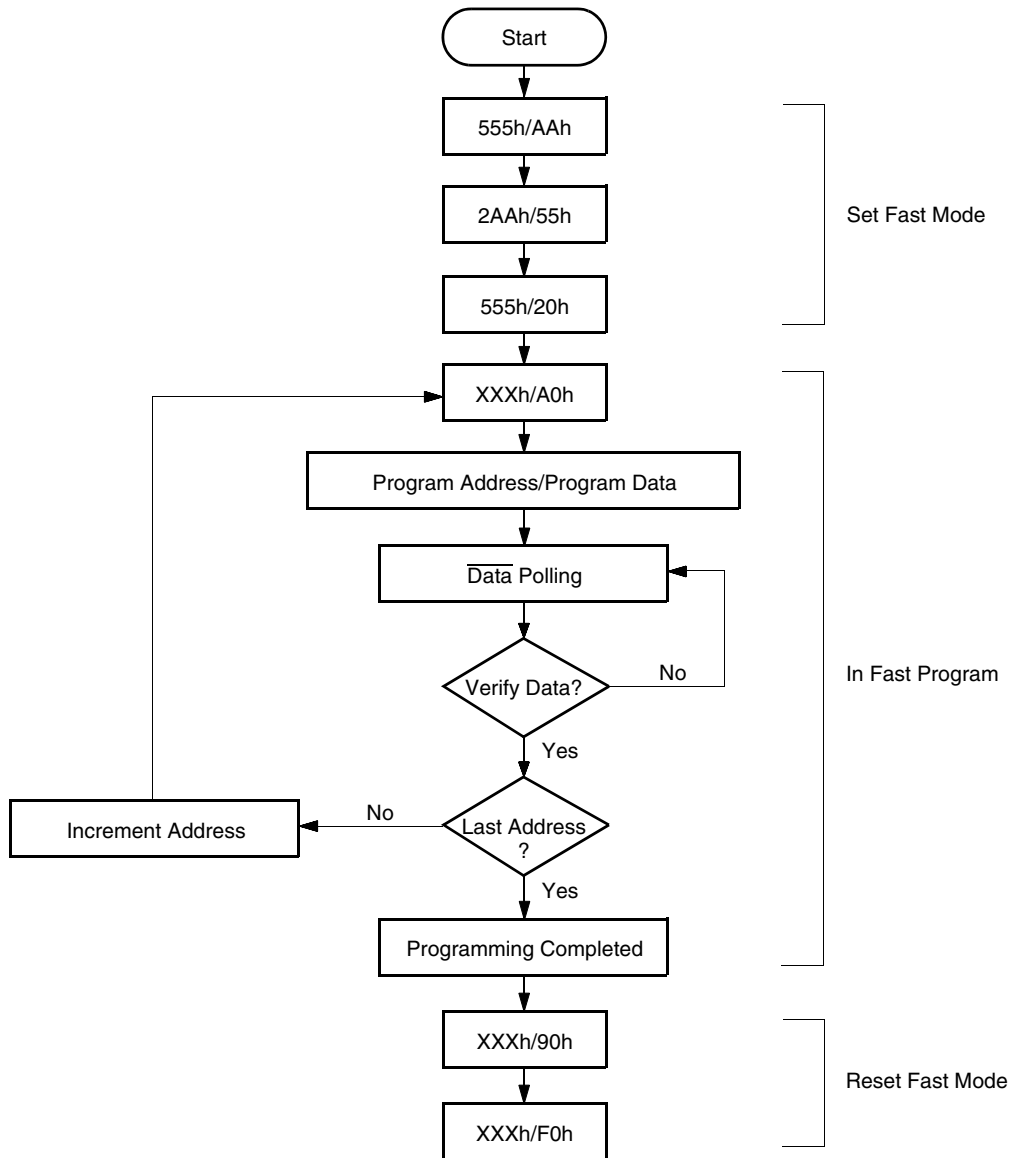 Start
555h/AAh
2AAh/55h
Set Fast Mode
555h/20h
XXXh/A0h
Program Address/Program Data
Data Polling
Verify Data?
No
In Fast Program
Yes
Increment Address
No
Last Address
?
Yes
Programming Completed
XXXh/90h
Reset Fast Mode
XXXh/F0h